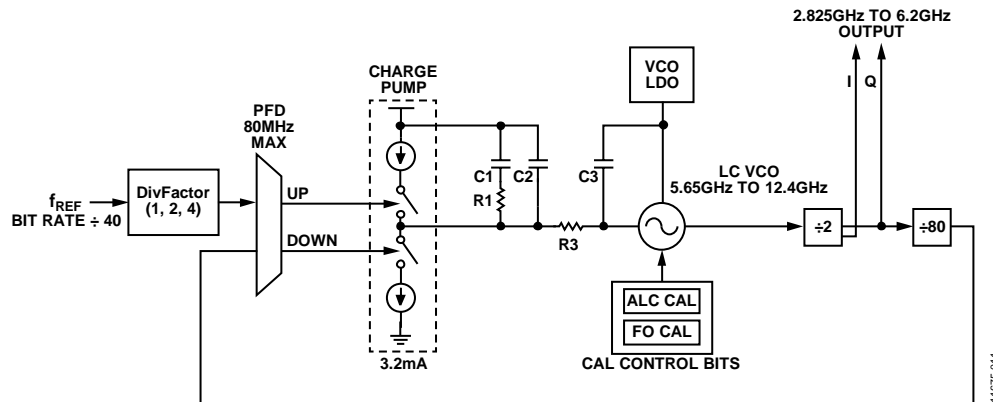 2.825GHz TO 6.2GHz
OUTPUT
I
Q
VCO
LDO
CHARGE
PUMP
PFD
80MHz
MAX
fREF
BIT RATE ÷ 40
DivFactor
(1, 2, 4)
UP
DOWN
C1
R1
C2
C3
R3
LC VCO
5.65GHz TO 12.4GHz
÷2
÷80
ALC CAL
FO CAL
CAL CONTROL BITS
3.2mA